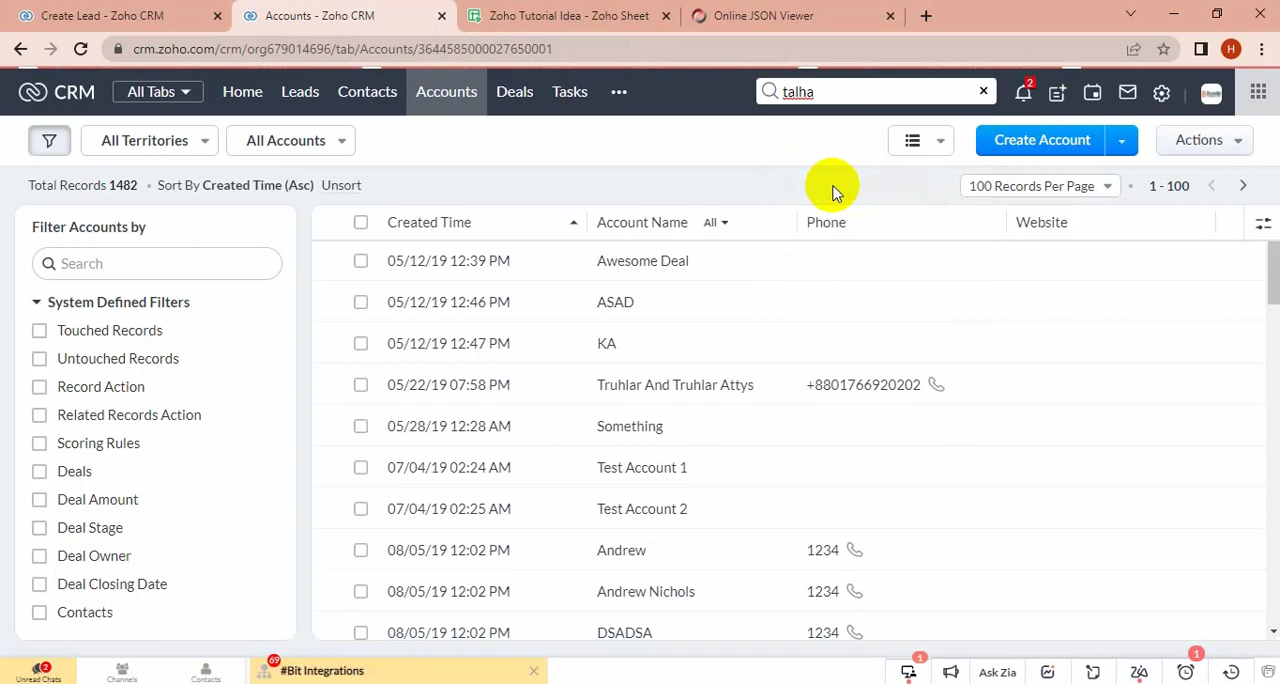 Create Lead - Zoho CRM
Accounts - Zoho CRM
Zoho Tutorial Idea - Zoho Sheet
Online JSON Viewer
crm.zoho.com/crm/org679014696/tab/Accounts/3644585000027650001
H
CRM
All Tabs
Home
Leads
Contacts
Accounts
Deals
Tasks
talha
2
All Territories
All Accounts
Create Account
Actions
Total Records 1482
Sort By Created Time (Asc)
Unsort
100 Records Per Page
1 - 100
Filter Accounts by
Search
System Defined Filters
Touched Records
Untouched Records
Record Action
Related Records Action
Scoring Rules
Deals
Deal Amount
Deal Stage
Deal Owner
Deal Closing Date
Contacts
Created Time
Account Name
All
Phone
Website
05/12/19 12:39 PM
Awesome Deal
05/12/19 12:46 PM
ASAD
05/12/19 12:47 PM
KA
05/22/19 07:58 PM
Truhlar And Truhlar Attys
+8801766920202
05/28/19 12:28 AM
Something
07/04/19 02:24 AM
Test Account 1
07/04/19 02:25 AM
Test Account 2
08/05/19 12:02 PM
Andrew
1234
08/05/19 12:02 PM
Andrew Nichols
1234
08/05/19 12:02 PM
DSADSA
1234
2
Unread Chats
Channels
Contacts
69
#Bit Integrations
1
Ask Zia
1